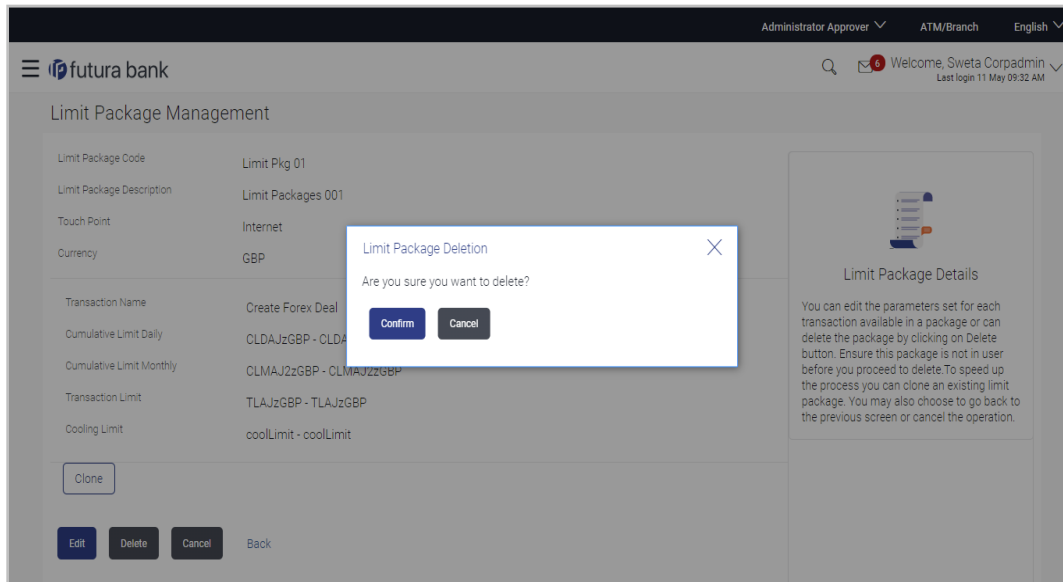 Administrator Approver ATM/Branch English
futura bank
6 Welcome, Sweta Corpadmin
Last login 11 May 09:32 AM
Limit Package Management
Limit Package Code Limit Pkg 01
Limit Package Description Limit Packages 001
Touch Point Internet
Currency GBP
Transaction Name Create Forex Deal
Cumulative Limit Daily CLDAJzGBP - CLDA
Cumulative Limit Monthly CLMAJ2zGBP - CLMAJ2zGBP
Transaction Limit TLAJzGBP - TLAJzGBP
Cooling Limit coolLimit - coolLimit
Clone
Edit Delete Cancel Back
Limit Package Deletion
Are you sure you want to delete?
Confirm Cancel
Limit Package Details
You can edit the parameters set for each
transaction available in a package or can
delete the package by clicking on Delete
button. Ensure this package is not in user
before you proceed to delete.To speed up
the process you can clone an existing limit
package. You may also choose to go back to
the previous screen or cancel the operation.